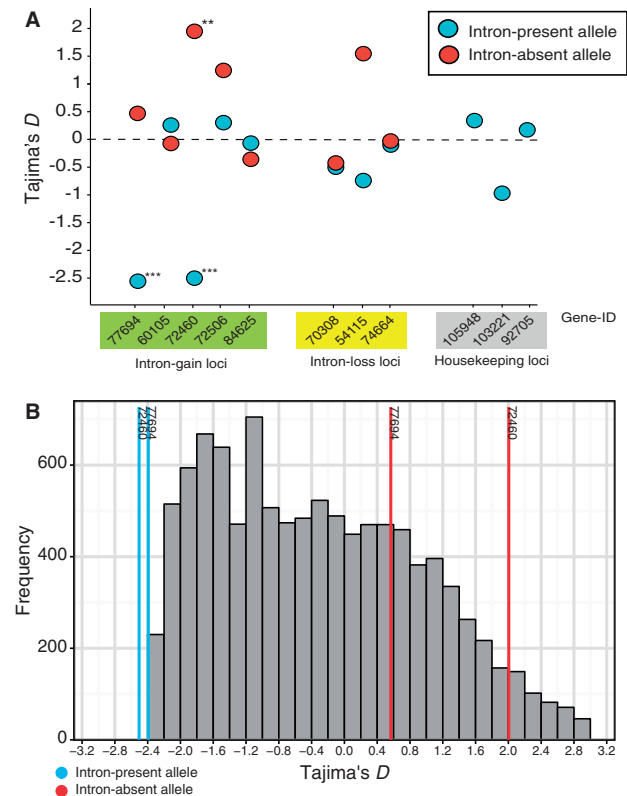 A
Tajima's D
2
1.5
1
0.5
0
-0.5
-1
-1.5
-2
-2.5
**
***
***
Intron-present allele
Intron-absent allele
77694
60105
72460
72506
84625
70308
54115
74664
105948
103221
92705
Gene-ID
Intron-gain loci
Intron-loss loci
Housekeeping loci
B
72460
77694
77694
72460
Frequency
600
400
200
0
-3.2 -2.8 -2.4 -2.0 -1.6 -1.2 -0.8 -0.4 0.0 0.4 0.8 1.2 1.6 2.0 2.4 2.8 3.2
Tajima's D
Intron-present allele
Intron-absent allele